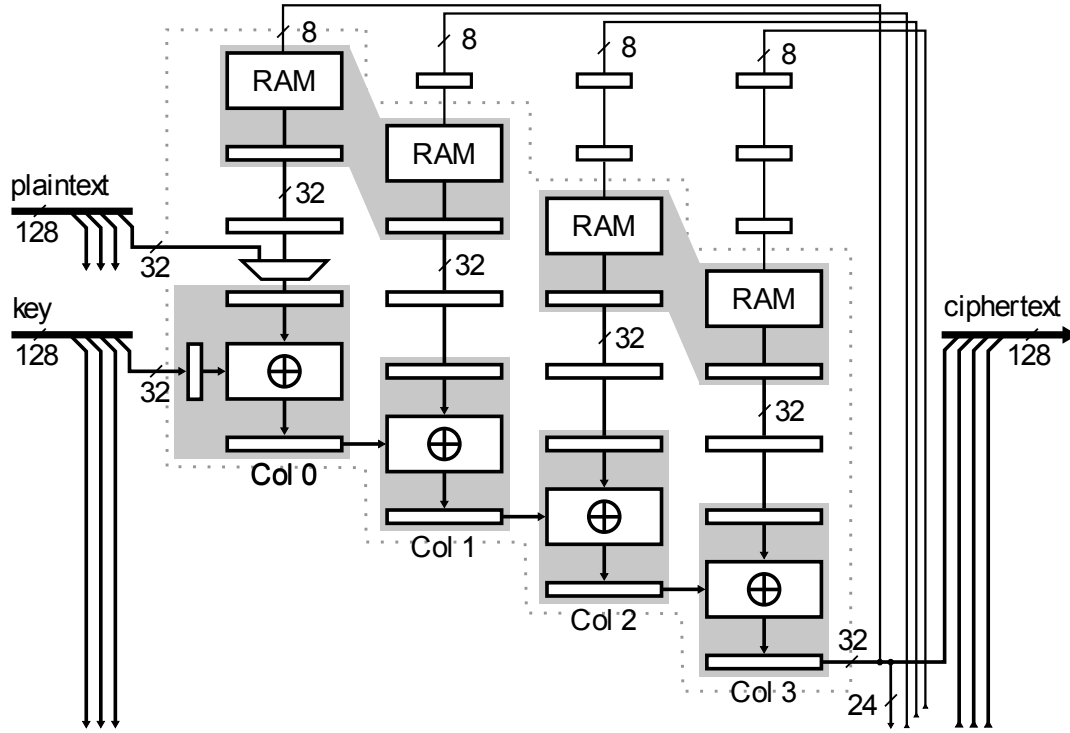 8
8
8
8
RAM
RAM
plaintext
128
32
32
RAM
32
RAM
key
128
32
32
32
ciphertext
128
Col 0
Col 1
Col 2
32
24
Col 3